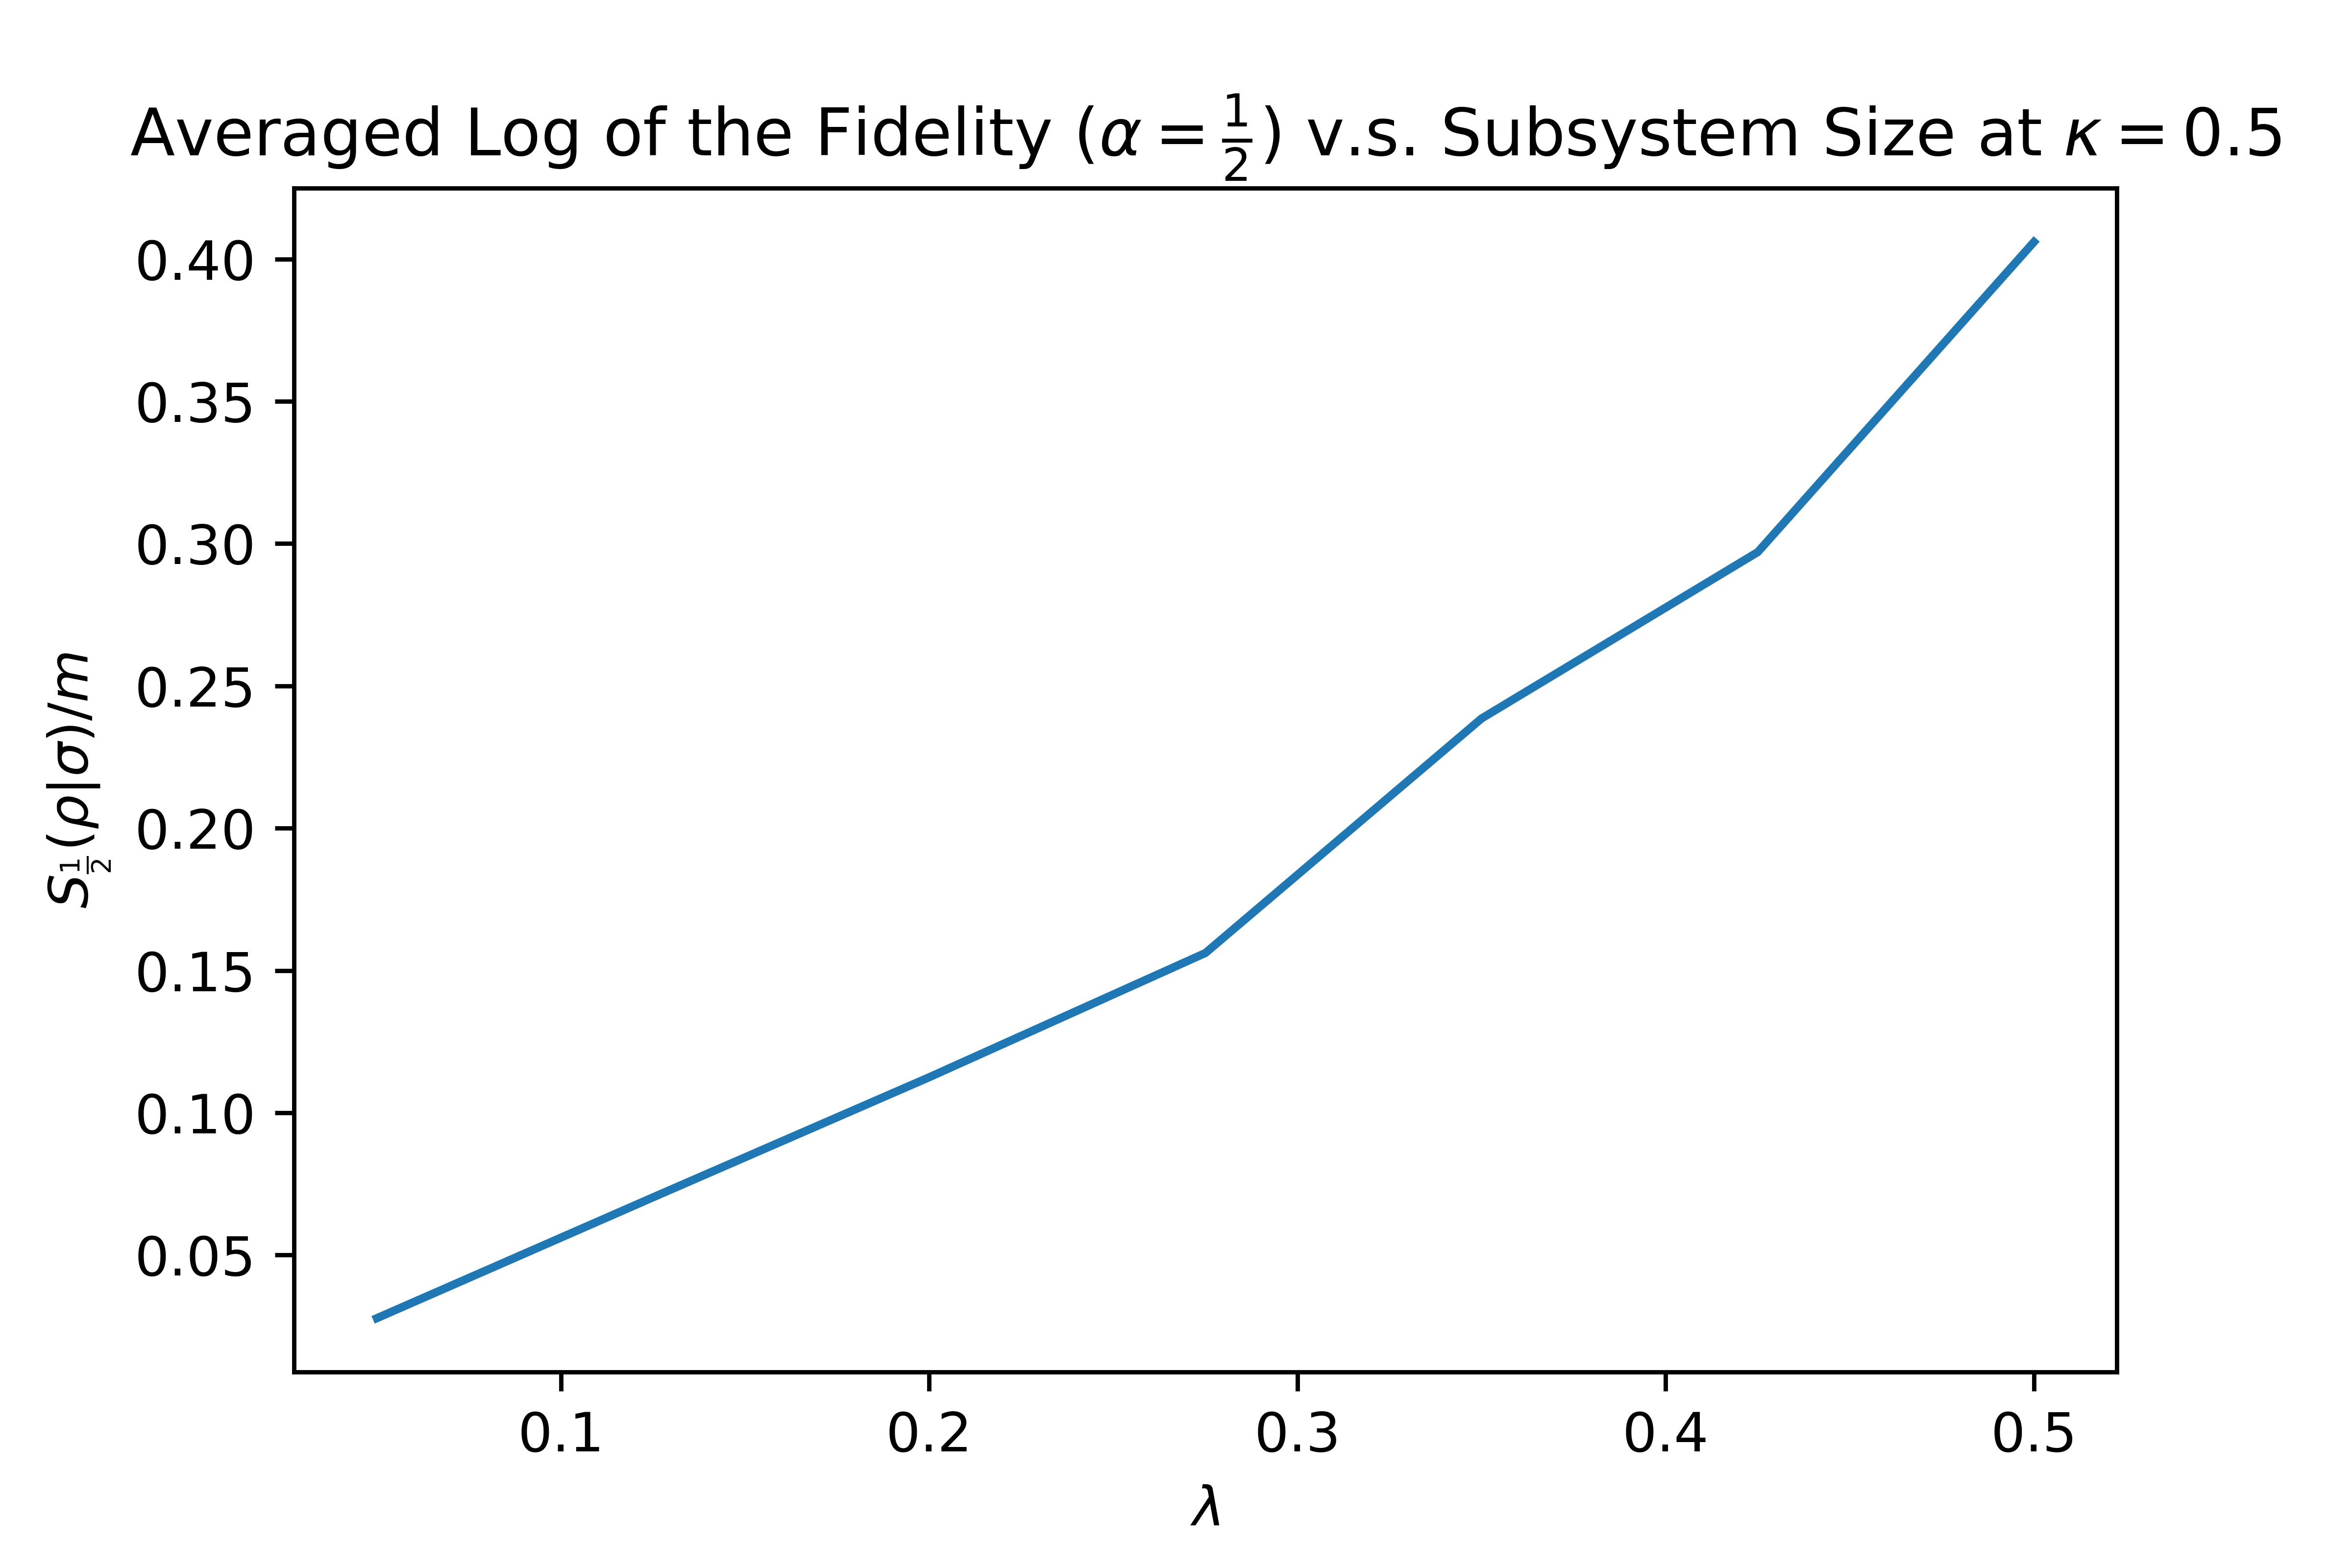 Averaged Log of the Fidelity (α = 1/2) v.s. Subsystem Size at κ = 0.5
0.40
0.35
0.30
0.25
0.20
0.15
0.10
0.05
S_{1/2}(ρ|σ)/m
0.1 0.2 0.3 0.4 0.5
λ